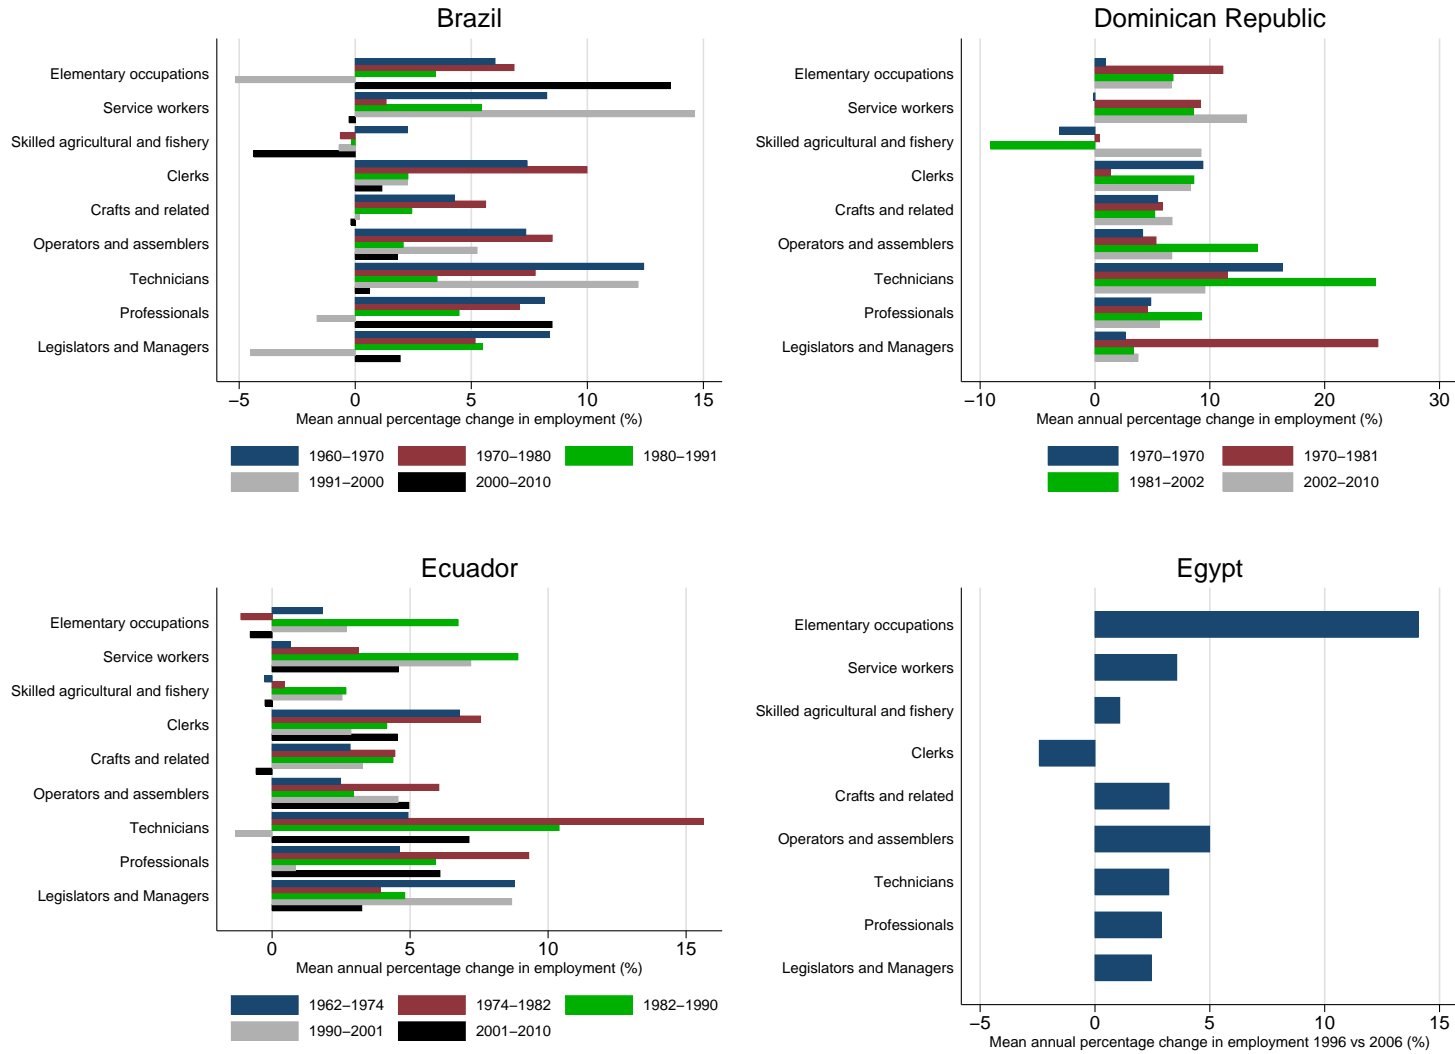 Brazil
Elementary occupations
Service workers
Skilled agricultural and fishery
Clerks
Crafts and related
Operators and assemblers
Technicians
Professionals
Legislators and Managers
−5 0 5 10 15
Mean annual percentage change in employment (%)
1960−1970 1970−1980 1980−1991
1991−2000 2000−2010
Dominican Republic
Elementary occupations
Service workers
Skilled agricultural and fishery
Clerks
Crafts and related
Operators and assemblers
Technicians
Professionals
Legislators and Managers
−10 0 10 20 30
Mean annual percentage change in employment (%)
1970−1970 1970−1981
1981−2002 2002−2010
Ecuador
Elementary occupations
Service workers
Skilled agricultural and fishery
Clerks
Crafts and related
Operators and assemblers
Technicians
Professionals
Legislators and Managers
0 5 10 15
Mean annual percentage change in employment (%)
1962−1974 1974−1982 1982−1990
1990−2001 2001−2010
Egypt
Elementary occupations
Service workers
Skilled agricultural and fishery
Clerks
Crafts and related
Operators and assemblers
Technicians
Professionals
Legislators and Managers
−5 0 5 10 15
Mean annual percentage change in employment 1996 vs 2006 (%)